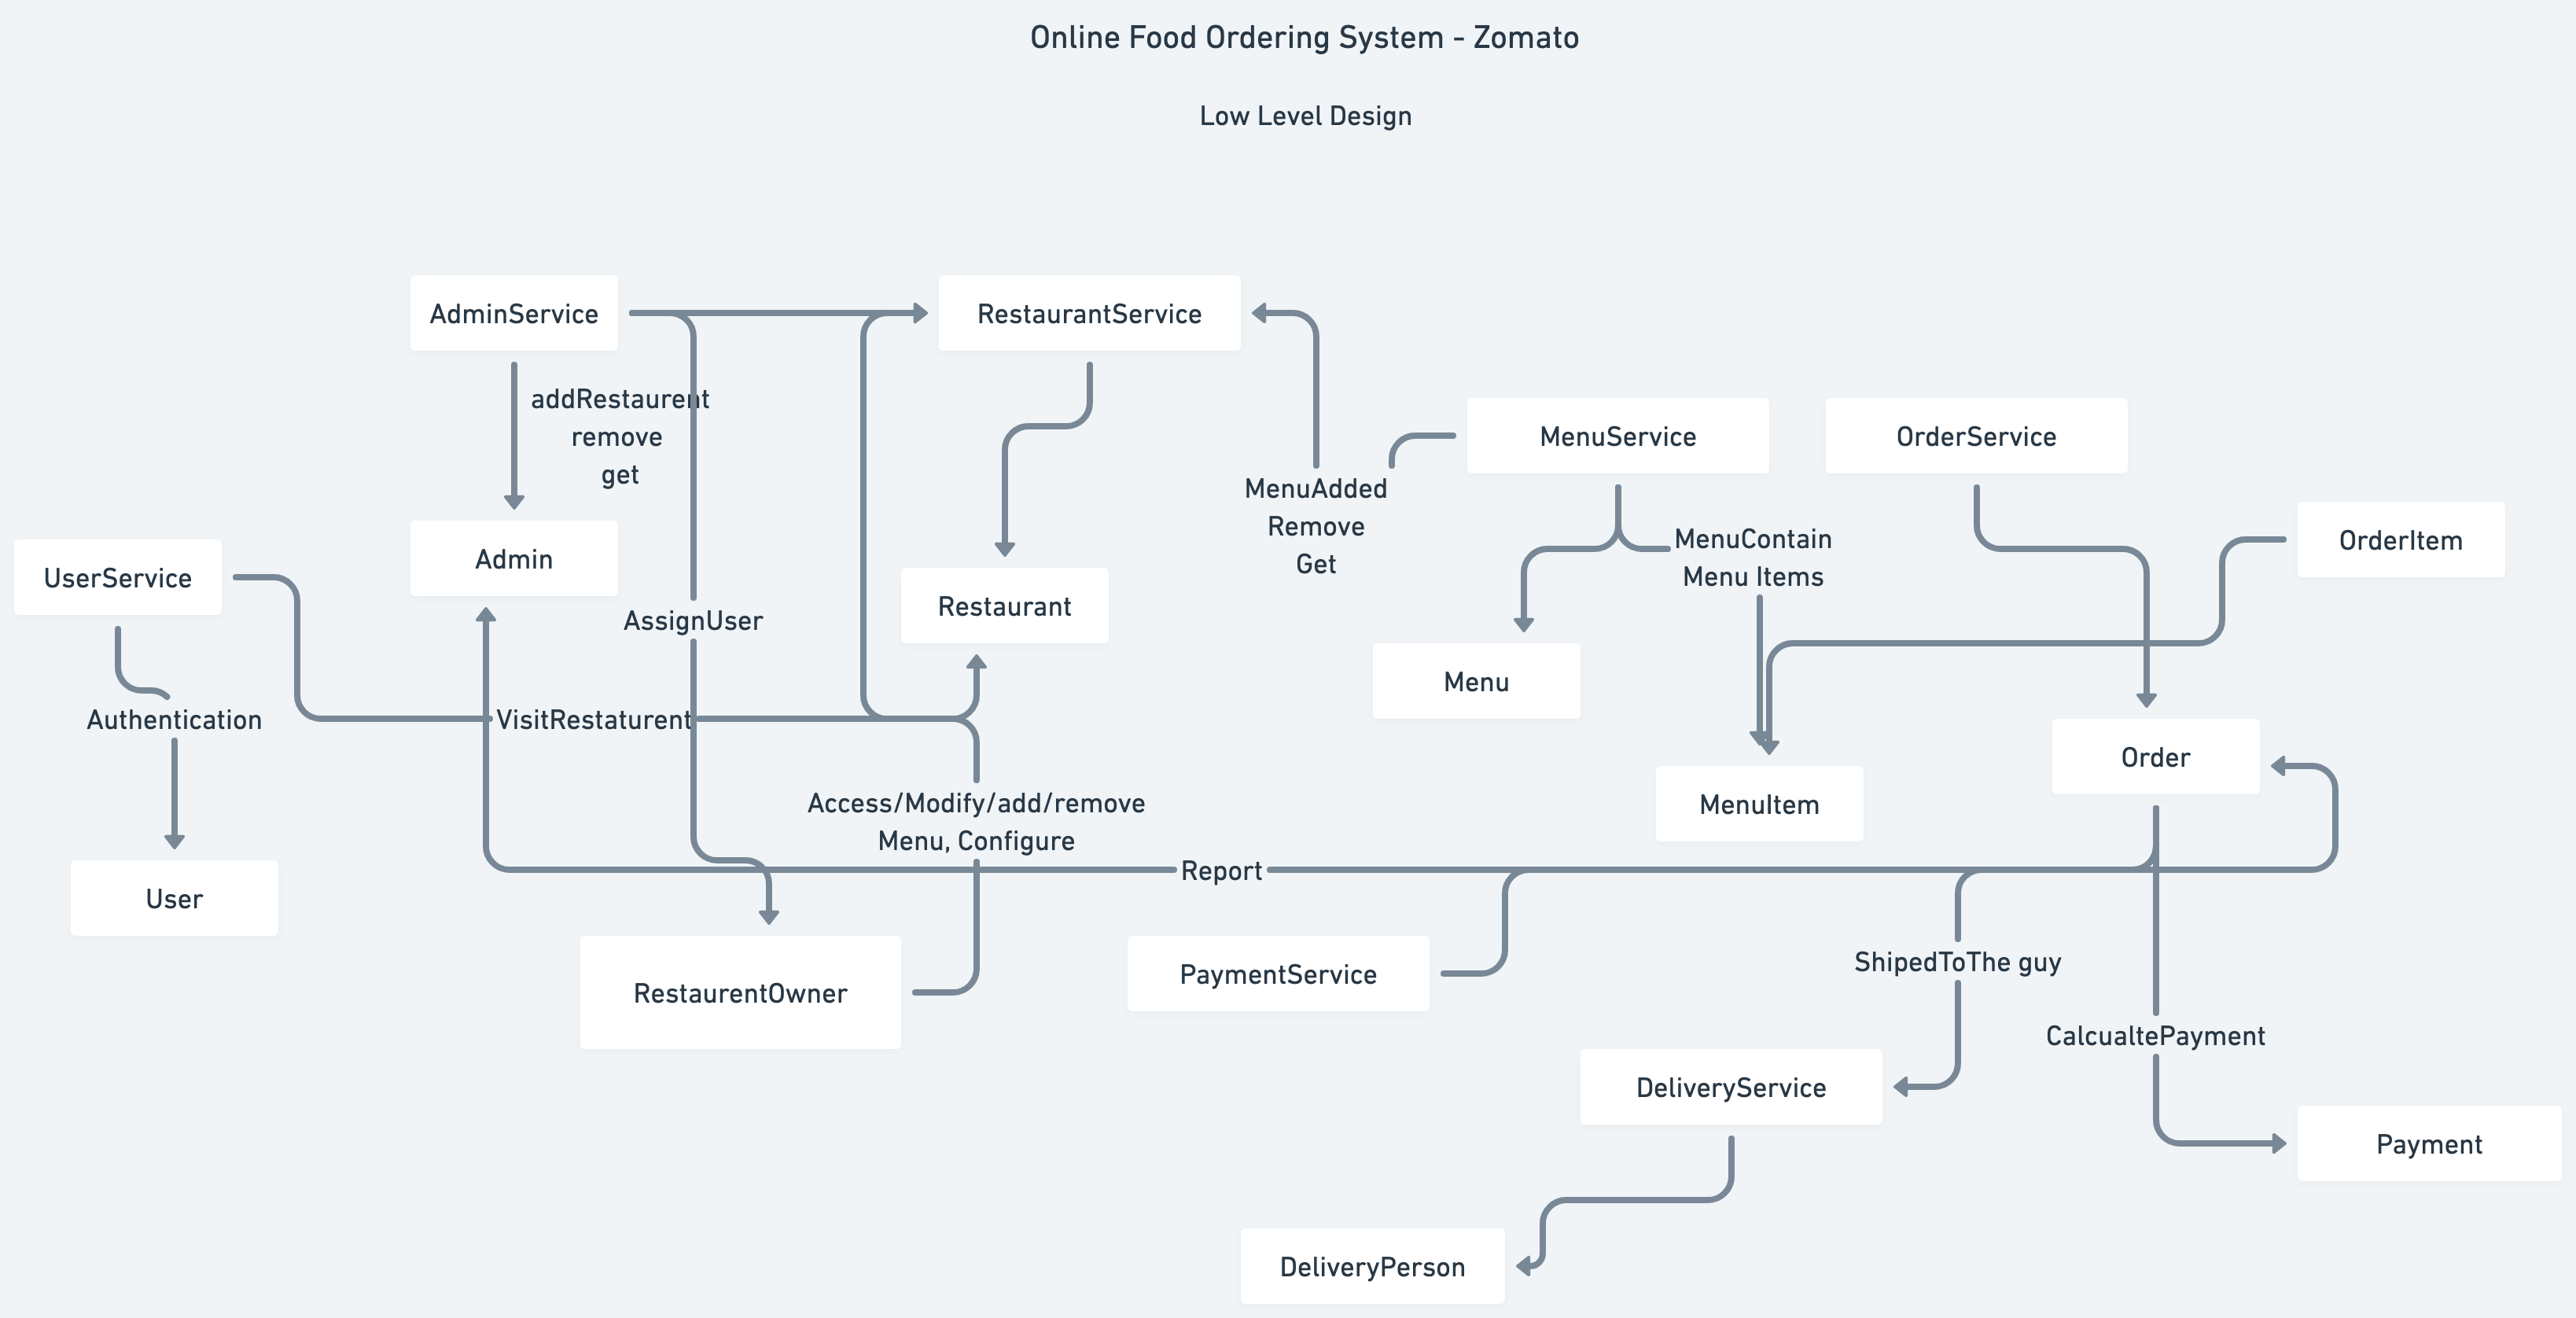 Online Food Ordering System - Zomato
Low Level Design
AdminService
RestaurantService
addRestaurent
remove
get
MenuService
OrderService
MenuAdded
Remove
Get
MenuContain
Menu Items
OrderItem
Admin
UserService
Restaurant
AssignUser
Menu
Authentication
VisitRestaturent
Order
MenuItem
Access/Modify/add/remove
Menu, Configure
Report
User
RestaurentOwner
PaymentService
ShipedToThe guy
CalcualtePayment
DeliveryService
Payment
DeliveryPerson